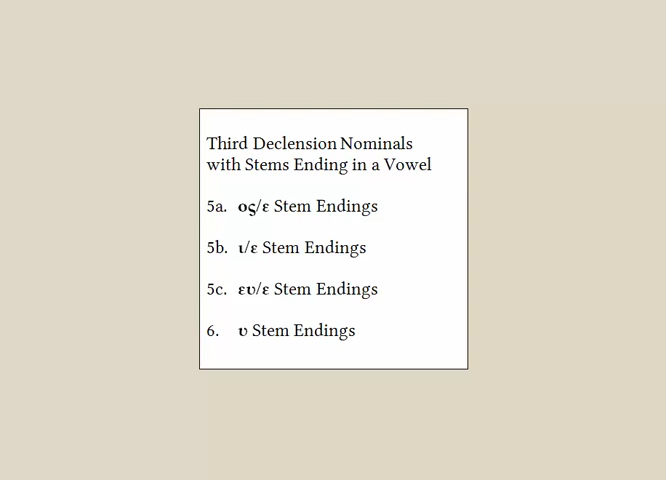 Third Declension Nominals
with Stems Ending in a Vowel
5a. ος/ε Stem Endings
5b. ι/ε Stem Endings
5c. ευ/ε Stem Endings
6. υ Stem Endings